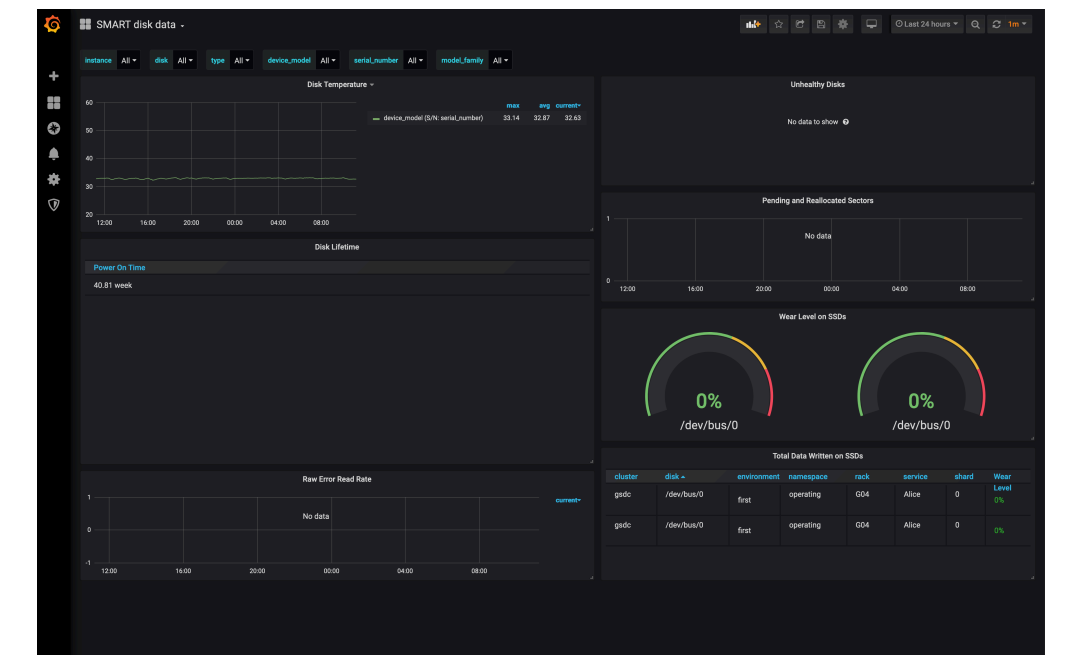 SMART disk data
Last 24 hours
1m
instance All disk All type All device_model All serial_number All model_family All
Disk Temperature
60
50
40
30
20
12:00 16:00 20:00 00:00 04:00 08:00
max avg current
device_model (S/N: serial_number) 33.14 32.87 32.63
Unhealthy Disks
No data to show
Pending and Reallocated Sectors
1
No data
0
12:00 16:00 20:00 00:00 04:00 08:00
Disk Lifetime
Power On Time
40.81 week
Wear Level on SSDs
0% 0%
/dev/bus/0 /dev/bus/0
Raw Error Read Rate
current
1
No data
0
-1
12:00 16:00 20:00 00:00 04:00 08:00
Total Data Written on SSDs
cluster disk environment namespace rack service shard Wear Level
gsdc /dev/bus/0 first operating G04 Alice 0 0%
gsdc /dev/bus/0 first operating G04 Alice 0 0%